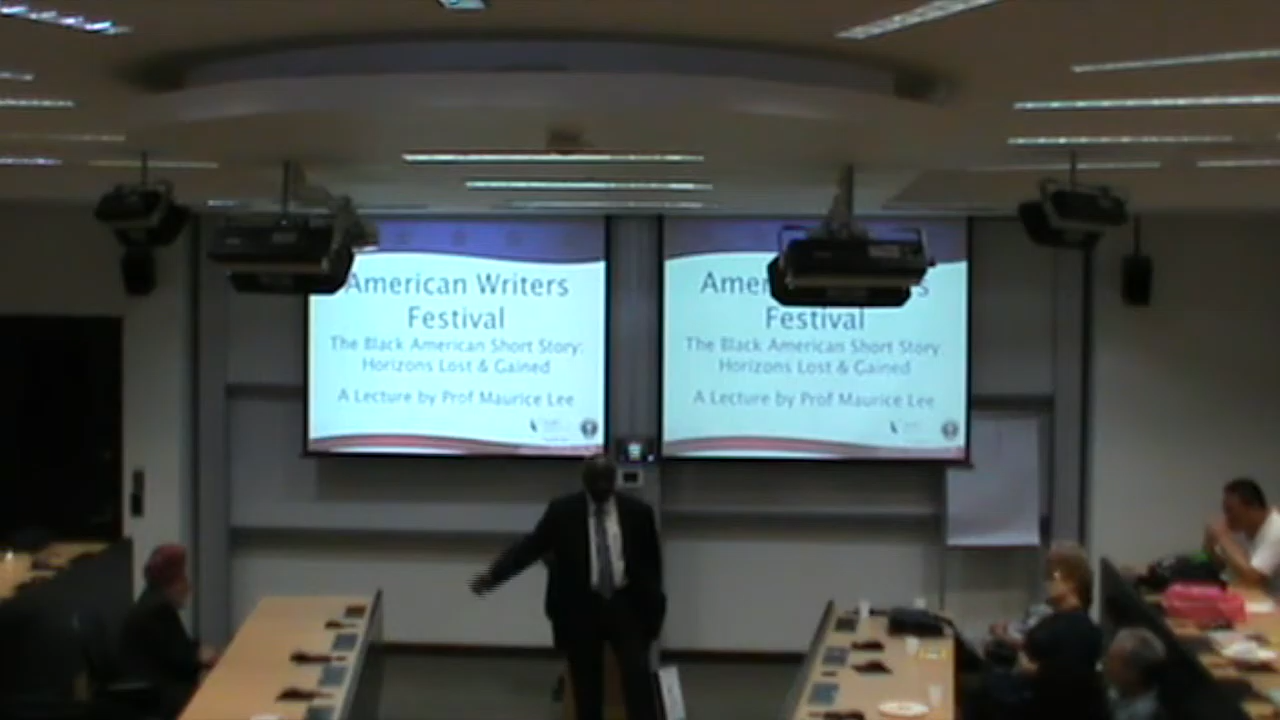 American Writers
Festival
The Black American Short Story:
Horizons Lost & Gained
A Lecture by Prof Maurice Lee
Amer s
Festival
The Black American Short Story:
Horizons Lost & Gained
A Lecture by Prof Maurice Lee